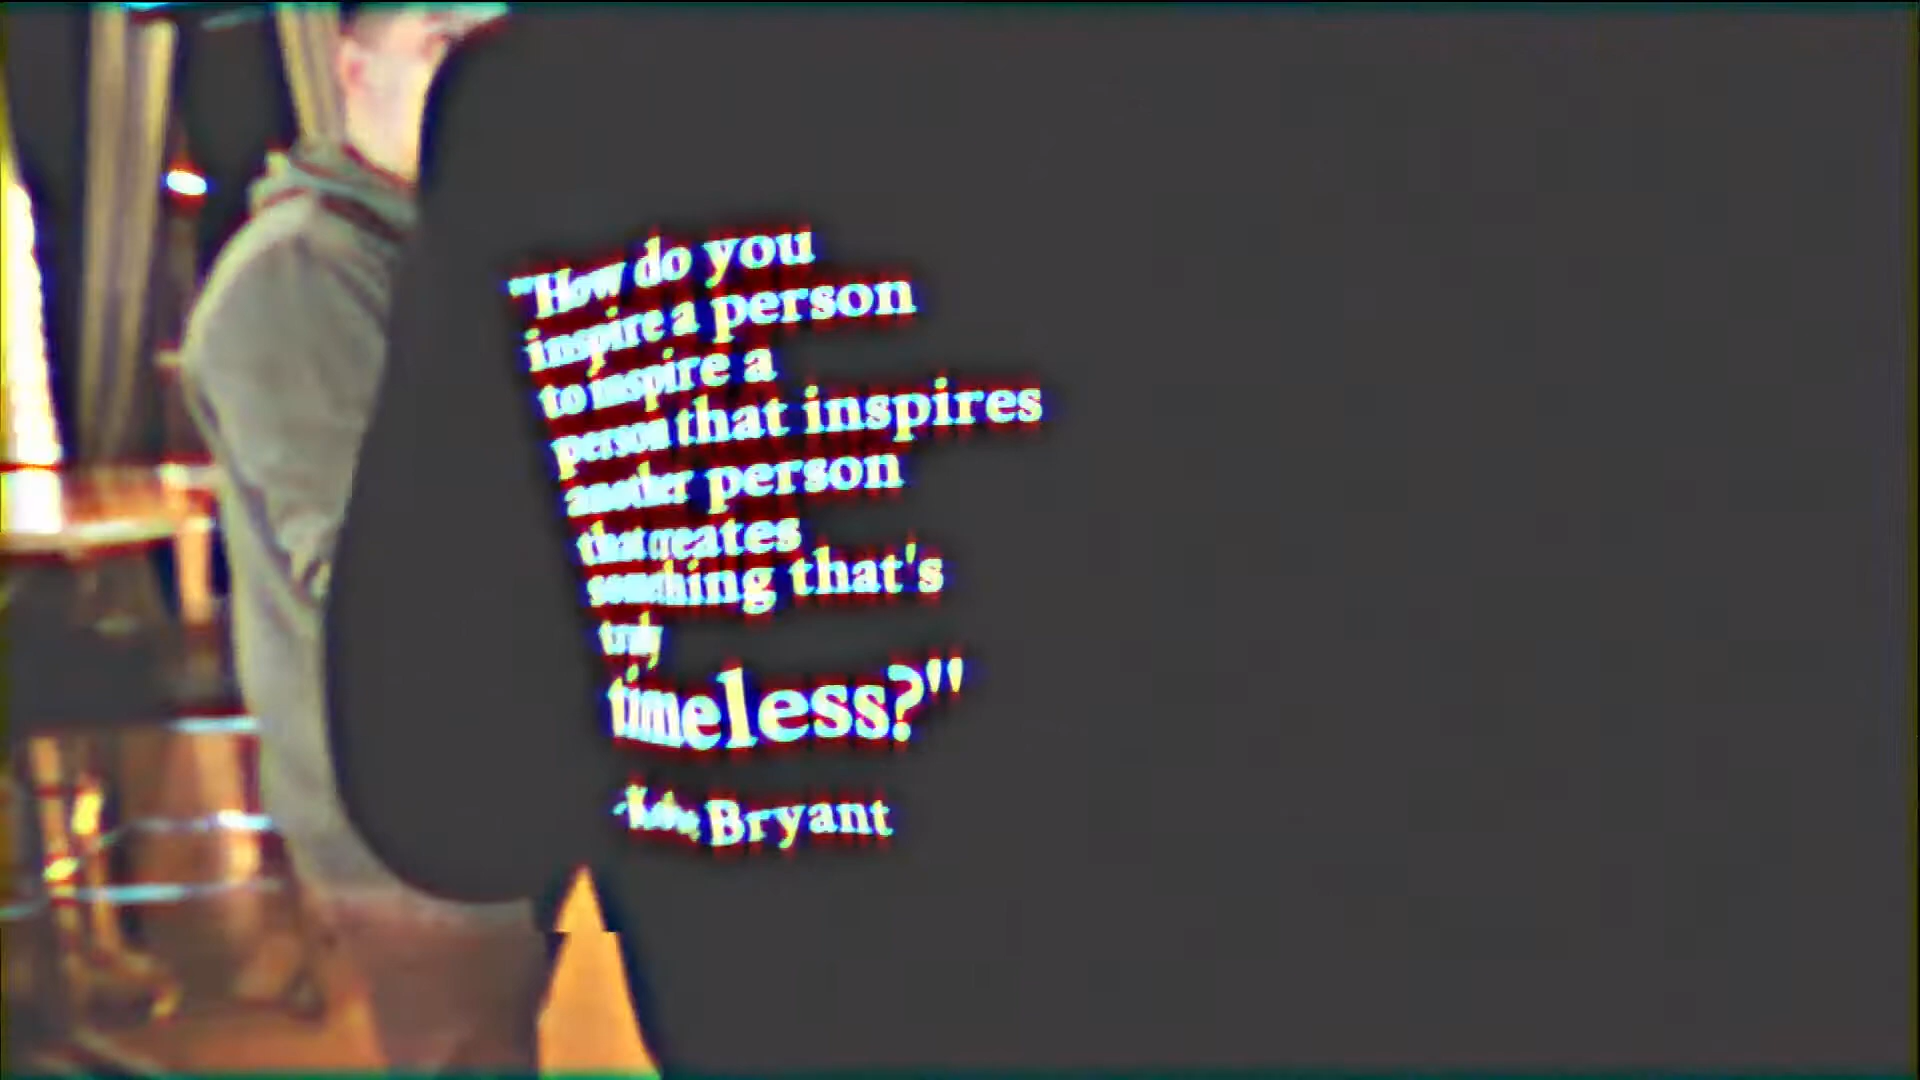 "How do you
inspire a person
to inspire a
person that inspires
another person
that creates
something that's
truly
timeless?"
-Kobe Bryant